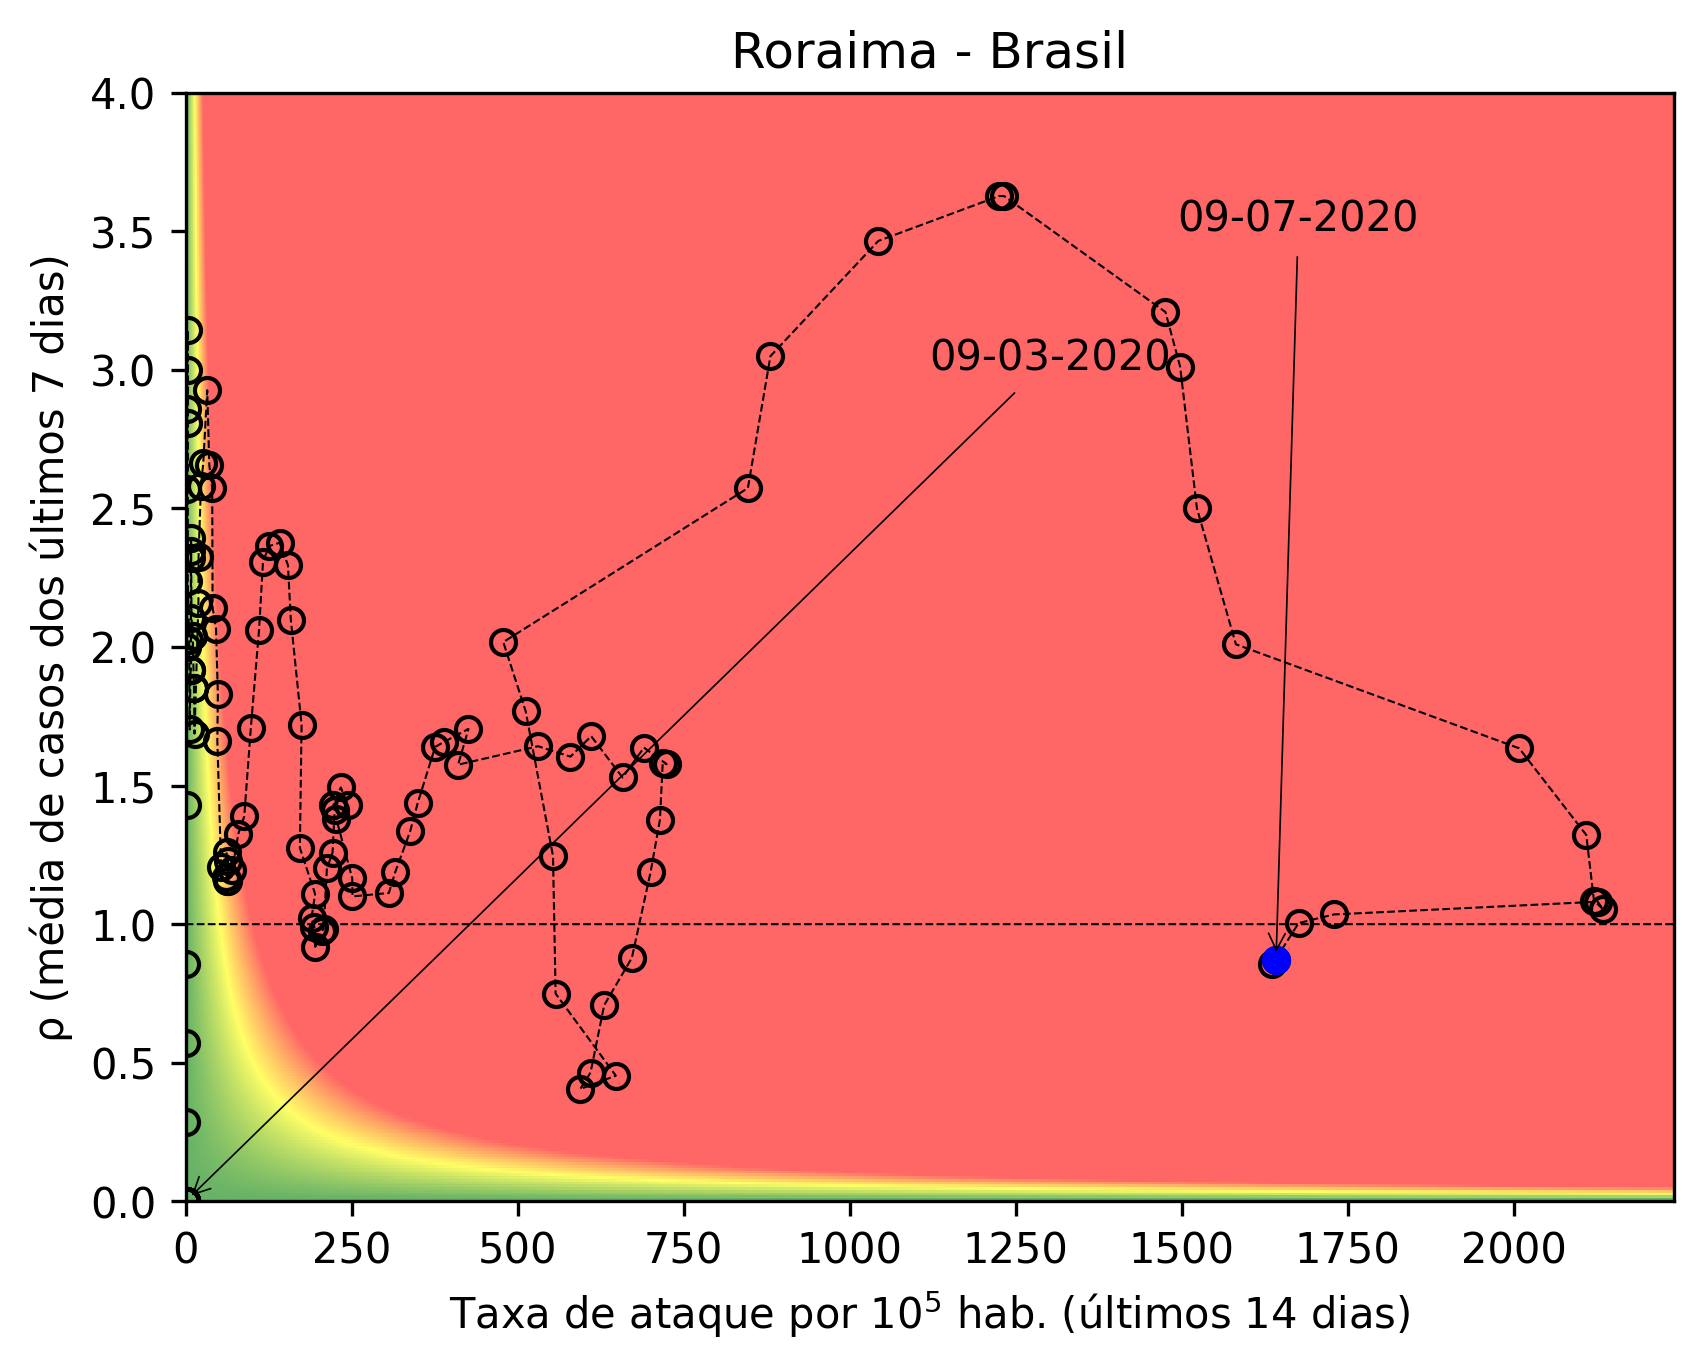 Roraima - Brasil
4.0
3.5
3.0
2.5
2.0
1.5
1.0
0.5
0.0
ρ (média de casos dos últimos 7 dias)
09-07-2020
09-03-2020
0 250 500 750 1000 1250 1500 1750 2000
Taxa de ataque por 10⁵ hab. (últimos 14 dias)